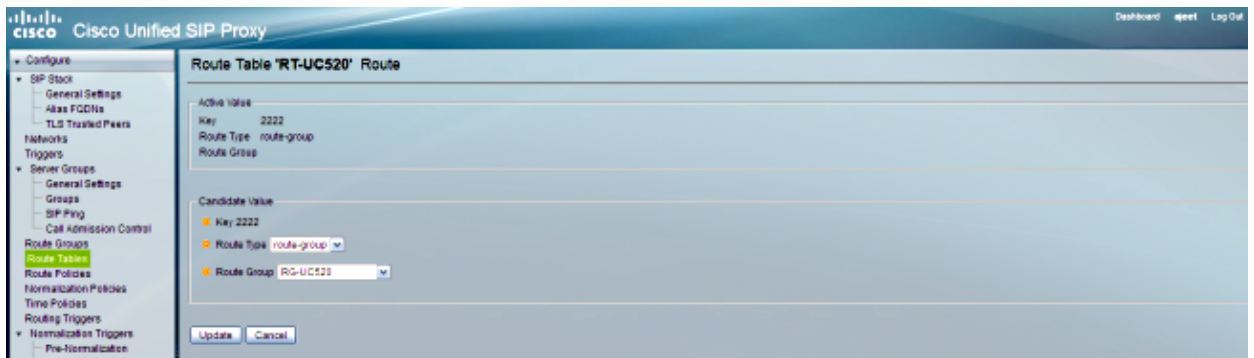 CISCO Cisco Unified SIP Proxy
Dashboard ajeet Log Out
Configure
SIP Stack
General Settings
Alias FQDNs
TLS Trusted Peers
Networks
Triggers
Server Groups
General Settings
Groups
SIP Ping
Call Admission Control
Route Groups
Route Tables
Route Policies
Normalization Policies
Time Policies
Routing Triggers
Normalization Triggers
Pre-Normalization
Route Table 'RT-UC520' Route
Active Value
Key 2222
Route Type route-group
Route Group
Candidate Value
Key 2222
Route Type route-group
Route Group RG-UC520
Update Cancel